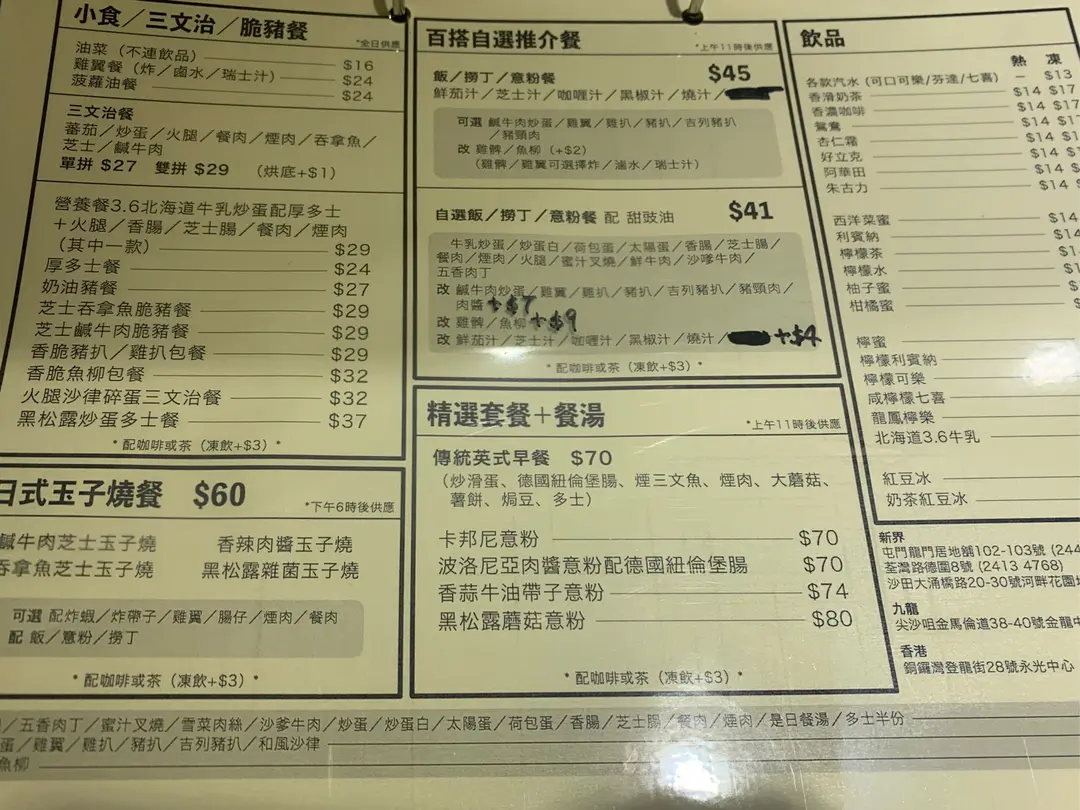 小食／三文治／脆豬餐
*全日供應
油菜（不連飲品） $16
雞翼餐（炸／鹵水／瑞士汁） $24
菠蘿油餐 $24
三文治餐
蕃茄／炒蛋／火腿／餐肉／煙肉／吞拿魚／
芝士／鹹牛肉
單拼 $27 雙拼 $29 （烘底+$1）
營養餐3.6北海道牛乳炒蛋配厚多士
＋火腿／香腸／芝士腸／餐肉／煙肉
（其中一款） $29
厚多士餐 $24
奶油豬餐 $27
芝士吞拿魚脆豬餐 $29
芝士鹹牛肉脆豬餐 $29
香脆豬扒／雞扒包餐 $29
香脆魚柳包餐 $32
火腿沙律碎蛋三文治餐 $32
黑松露炒蛋多士餐 $37
*配咖啡或茶（凍飲+$3）*
日式玉子燒餐 $60
*下午6時後供應
鹹牛肉芝士玉子燒 香辣肉醬玉子燒
吞拿魚芝士玉子燒 黑松露雜菌玉子燒
可選 配炸蝦／炸帶子／雞翼／腸仔／煙肉／餐肉
配 飯／意粉／撈丁
*配咖啡或茶（凍飲+$3）*
百搭自選推介餐
*上午11時後供應
飯／撈丁／意粉餐 $45
鮮茄汁／芝士汁／咖喱汁／黑椒汁／燒汁／
可選 鹹牛肉炒蛋／雞翼／雞扒／豬扒／吉列豬扒
／豬頸肉
改 雞髀／魚柳（+$2）
（雞髀／雞翼可選擇炸／滷水／瑞士汁）
自選飯／撈丁／意粉餐 配 甜豉油 $41
牛乳炒蛋／炒蛋白／荷包蛋／太陽蛋／香腸／芝士腸／
餐肉／煙肉／火腿／蜜汁叉燒／鮮牛肉／沙嗲牛肉／
五香肉丁
改 鹹牛肉炒蛋／雞翼／雞扒／豬扒／吉列豬扒／豬頸肉／
肉醬 +$7
改 雞髀／魚柳 +$9
改 鮮茄汁／芝士汁／咖喱汁／黑椒汁／燒汁／ +$4
*配咖啡或茶（凍飲+$3）*
精選套餐＋餐湯
*上午11時後供應
傳統英式早餐 $70
（炒滑蛋、德國紐倫堡腸、煙三文魚、煙肉、大蘑菇、
薯餅、焗豆、多士）
卡邦尼意粉 $70
波洛尼亞肉醬意粉配德國紐倫堡腸 $70
香蒜牛油帶子意粉 $74
黑松露蘑菇意粉 $80
*配咖啡或茶（凍飲+$3）*
飲品
熱 凍
各款汽水（可口可樂/芬達/七喜） – $13
香滑奶茶 $14 $17
香濃咖啡 $14 $17
鴛鴦 $14 $17
杏仁霜 $14
好立克 $14
阿華田 $14
朱古力 $14
西洋菜蜜 $14
利賓納 $14
檸檬茶
檸檬水
柚子蜜
柑橘蜜
檸蜜
檸檬利賓納
檸檬可樂
咸檸檬七喜
龍鳳檸樂
北海道3.6牛乳
紅豆冰
奶茶紅豆冰
新界
屯門龍門居地舖102-103號 (244
荃灣路德圍8號 (2413 4768)
沙田大涌橋路20-30號河畔花園
九龍
尖沙咀金馬倫道38-40號金龍中
香港
銅鑼灣登龍街28號永光中心
／五香肉丁／蜜汁叉燒／雪菜肉絲／沙爹牛肉／炒蛋／炒蛋白／太陽蛋／荷包蛋／香腸／芝士腸／餐肉／煙肉／是日餐湯／多士半份
蛋／雞翼／雞扒／豬扒／吉列豬扒／和風沙律
魚柳